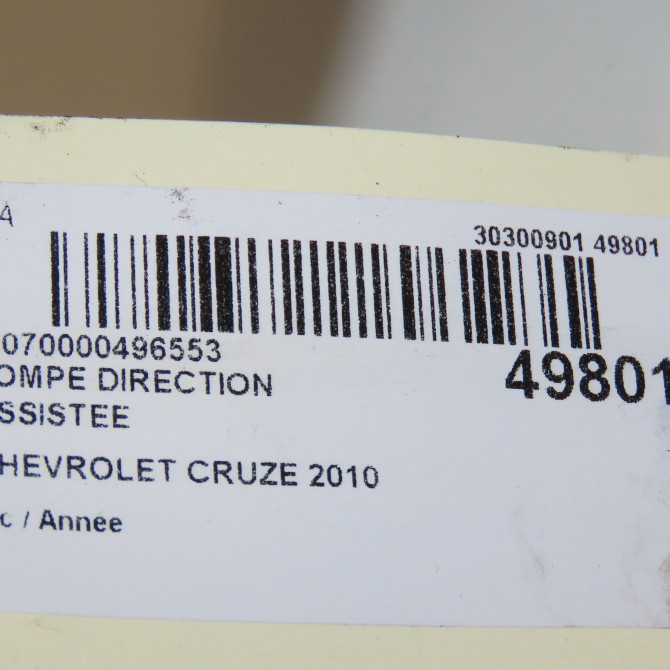 A
30300901 49801
070000496553
49801
OMPE DIRECTION
SSISTEE
HEVROLET CRUZE 2010
c / Annee